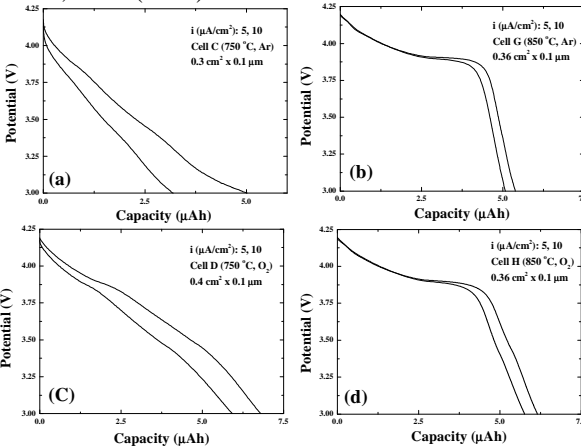 4.25
4.00
3.75
3.50
3.25
3.00
Potential (V)
i (µA/cm²): 5, 10
Cell C (750 °C, Ar)
0.3 cm² x 0.1 µm
(a)
0.0 2.5 5.0
Capacity (µAh)
4.25
4.00
3.75
3.50
3.25
3.00
Potential (V)
i (µA/cm²): 5, 10
Cell G (850 °C, Ar)
0.36 cm² x 0.1 µm
(b)
0.0 2.5 5.0 7.5
Capacity (µAh)
4.25
4.00
3.75
3.50
3.25
3.00
Potential (V)
i (µA/cm²): 5, 10
Cell D (750 °C, O₂)
0.4 cm² x 0.1 µm
(C)
0.0 2.5 5.0 7.5
Capacity (µAh)
4.25
4.00
3.75
3.50
3.25
3.00
Potential (V)
i (µA/cm²): 5, 10
Cell H (850 °C, O₂)
0.36 cm² x 0.1 µm
(d)
0.0 2.5 5.0 7.5
Capacity (µAh)